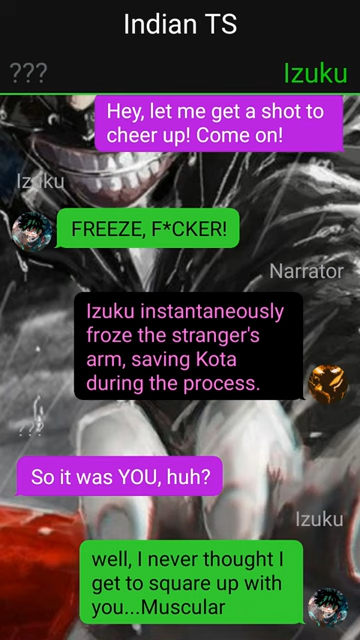 Indian TS
??? Izuku
Hey, let me get a shot to
cheer up! Come on!
Izuku
FREEZE, F*CKER!
Narrator
Izuku instantaneously
froze the stranger's
arm, saving Kota
during the process.
???
So it was YOU, huh?
Izuku
well, I never thought I
get to square up with
you...Muscular